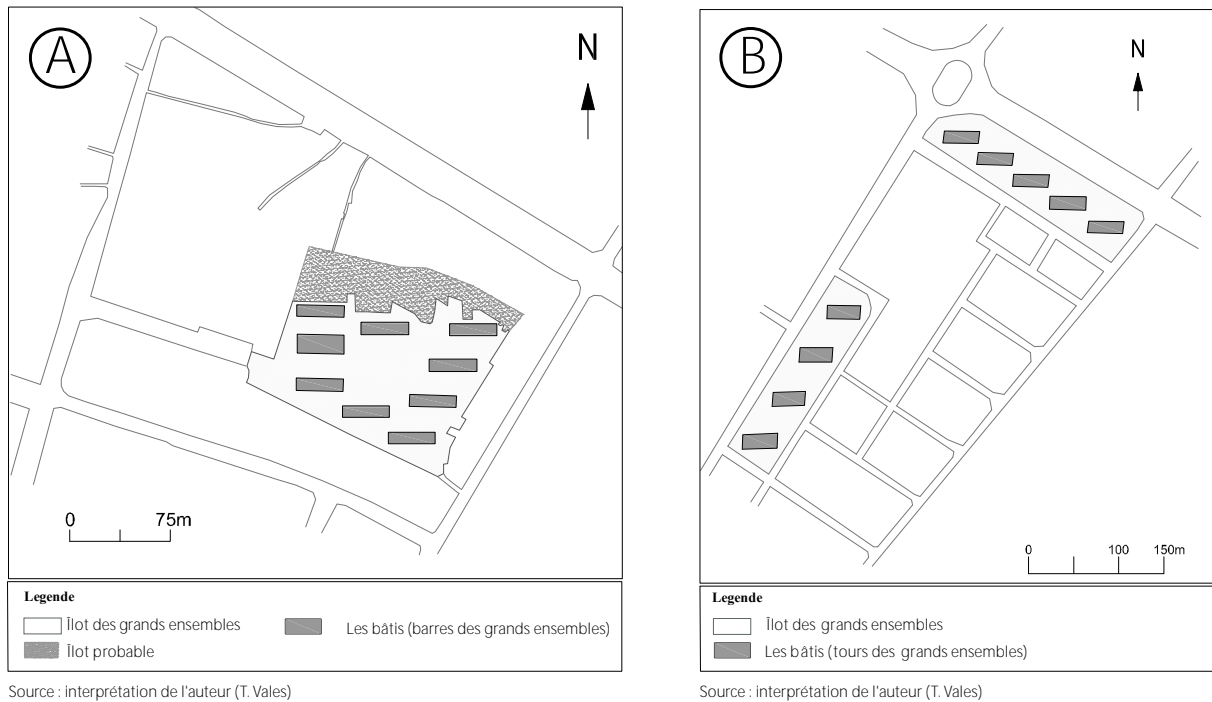 A
N
0 75m
Legende
Îlot des grands ensembles
Les bâtis (barres des grands ensembles)
Îlot probable
Source : interprétation de l'auteur (T. Vales)
B
N
0 100 150m
Legende
Îlot des grands ensembles
Les bâtis (tours des grands ensembles)
Source : interprétation de l'auteur (T. Vales)